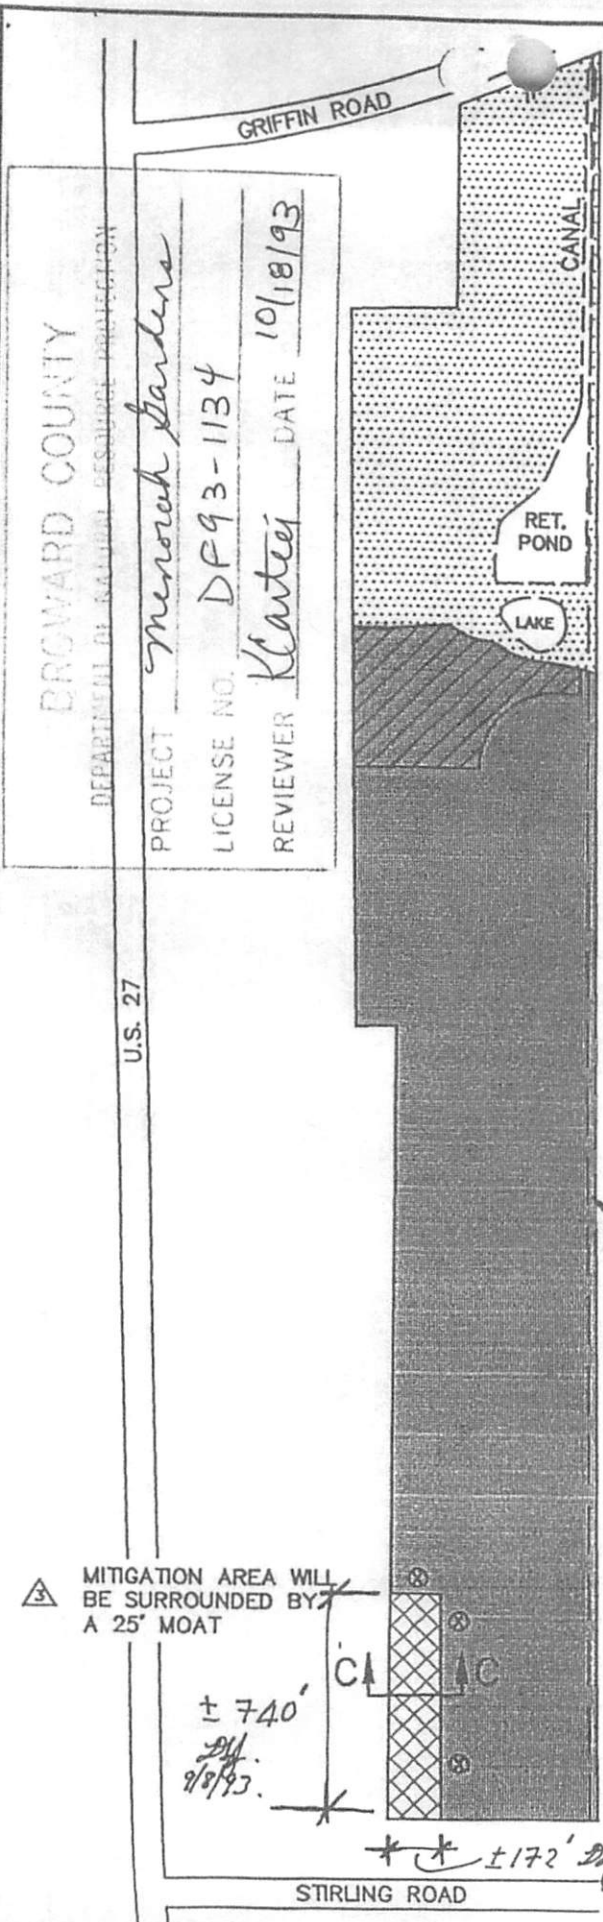 GRIFFIN ROAD
CANAL
BROWARD COUNTY
DEPARTMENT OF NATURAL RESOURCE PROTECTION
PROJECT Menorah Gardens
LICENSE NO. DF93-1134
REVIEWER DATE 10/18/93
RET.
POND
LAKE
U.S. 27
3 MITIGATION AREA WILL
BE SURROUNDED BY
A 25' MOAT
C C
± 740'
9/8/93.
±172'
STIRLING ROAD